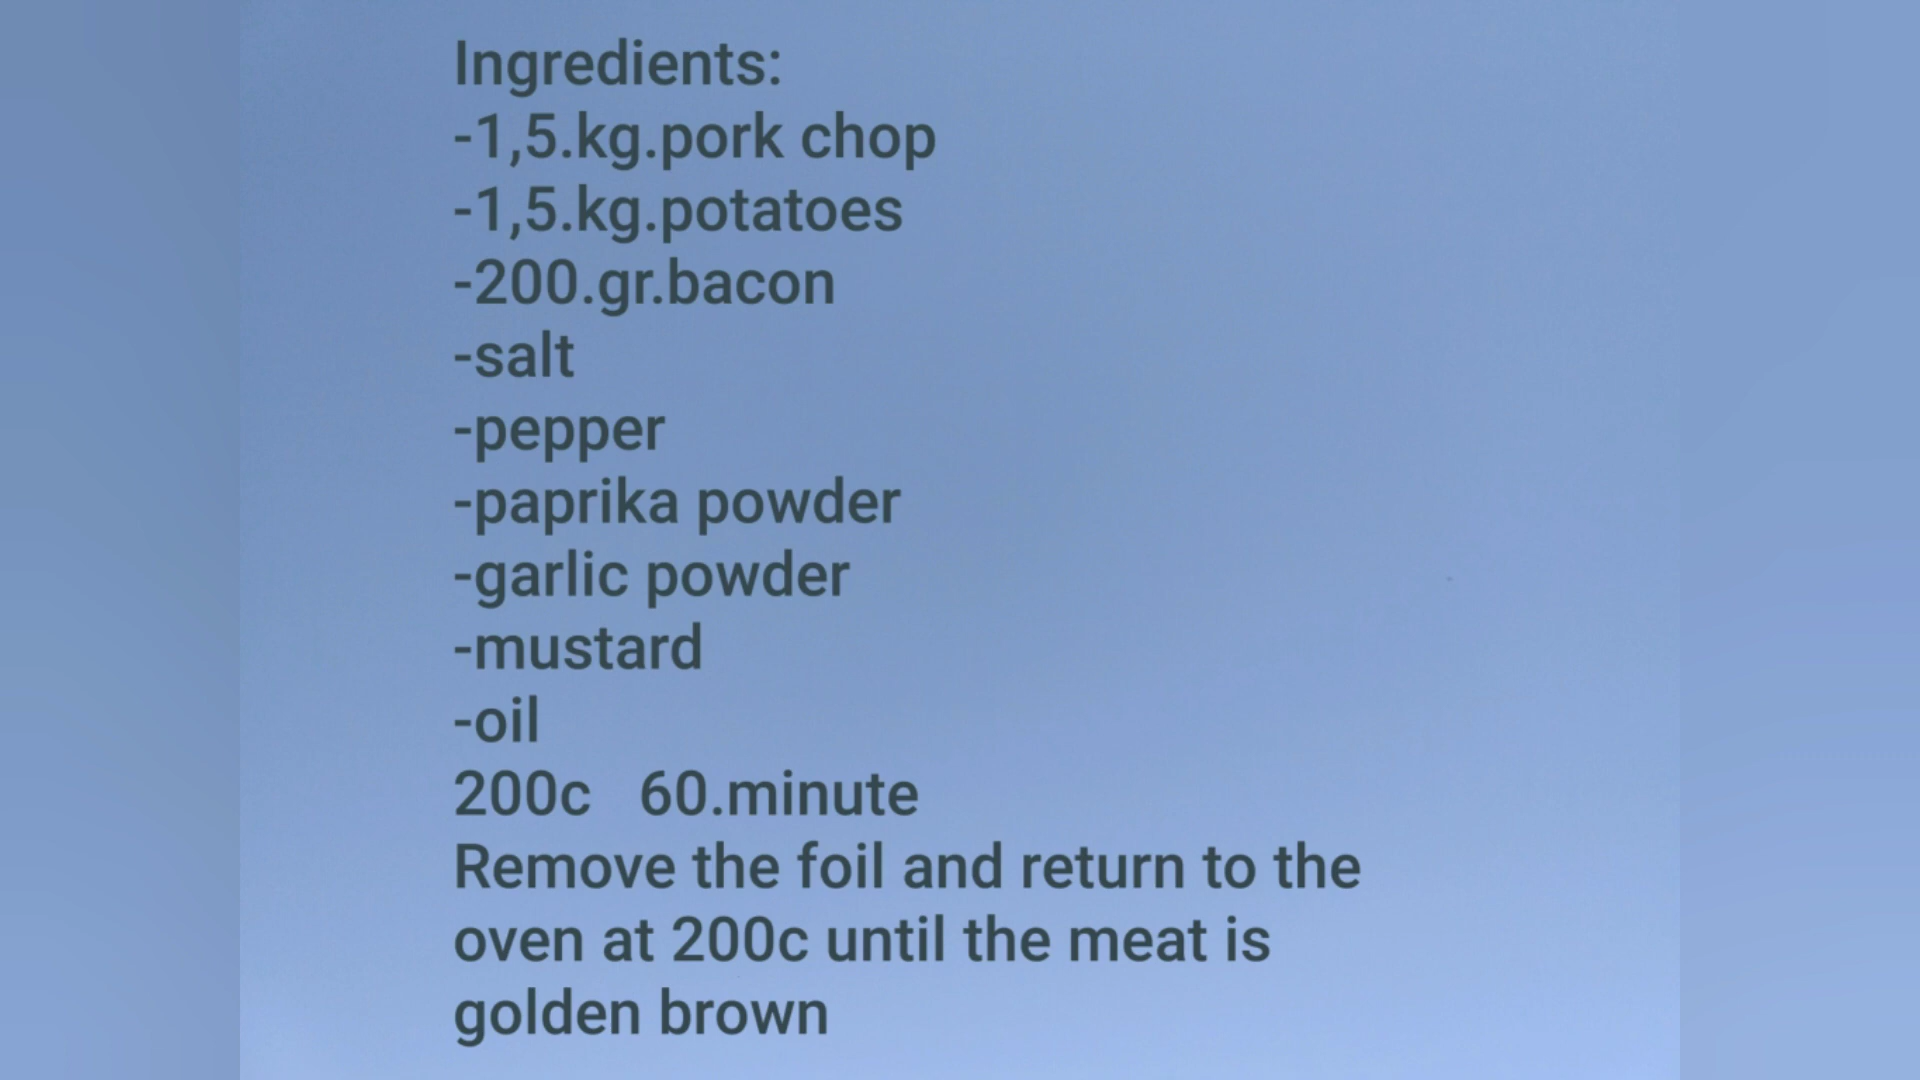 Ingredients:
-1,5.kg.pork chop
-1,5.kg.potatoes
-200.gr.bacon
-salt
-pepper
-paprika powder
-garlic powder
-mustard
-oil
200c   60.minute
Remove the foil and return to the
oven at 200c until the meat is
golden brown